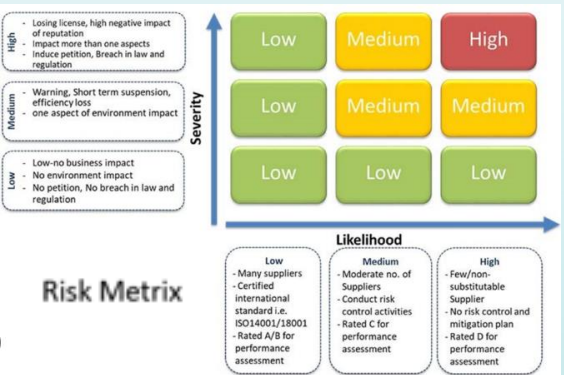 High
- Losing license, high negative impact
of reputation
- Impact more than one aspects
- Induce petition, Breach in law and
regulation
Medium
- Warning, Short term suspension,
efficiency loss
- one aspect of environment impact
Low
- Low-no business impact
- No environment impact
- No petition, No breach in law and
regulation
Severity
Low Medium High
Low Medium Medium
Low Low Low
Likelihood
Low
- Many suppliers
- Certified
international
standard i.e.
ISO14001/18001
- Rated A/B for
performance
assessment
Medium
- Moderate no. of
Suppliers
- Conduct risk
control activities
- Rated C for
performance
assessment
High
- Few/non-
substitutable
Supplier
- No risk control and
mitigation plan
- Rated D for
performance
assessment
Risk Metrix